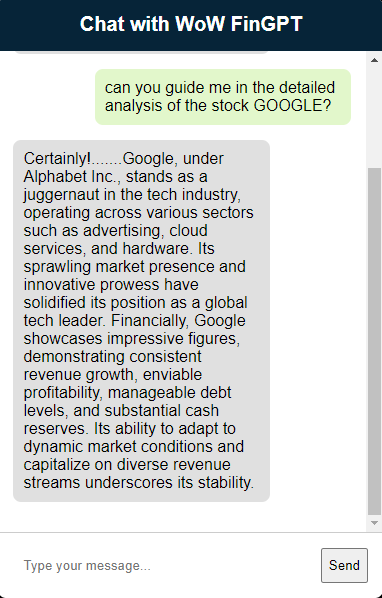 Chat with WoW FinGPT
can you guide me in the detailed
analysis of the stock GOOGLE?
Certainly!.......Google, under
Alphabet Inc., stands as a
juggernaut in the tech industry,
operating across various sectors
such as advertising, cloud
services, and hardware. Its
sprawling market presence and
innovative prowess have
solidified its position as a global
tech leader. Financially, Google
showcases impressive figures,
demonstrating consistent
revenue growth, enviable
profitability, manageable debt
levels, and substantial cash
reserves. Its ability to adapt to
dynamic market conditions and
capitalize on diverse revenue
streams underscores its stability.
Type your message...
Send